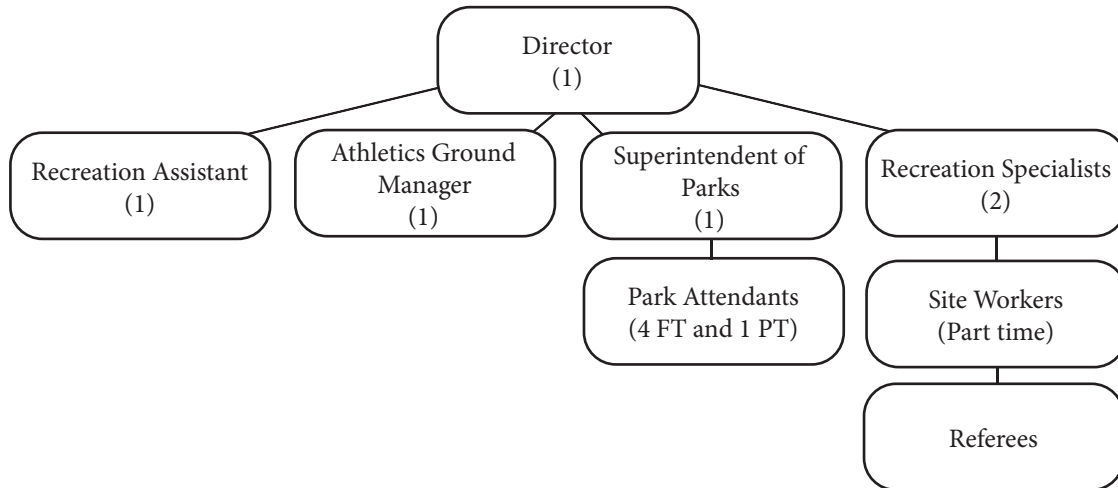 Director
(1)
Recreation Assistant
(1)
Athletics Ground
Manager
(1)
Superintendent of
Parks
(1)
Recreation Specialists
(2)
Park Attendants
(4 FT and 1 PT)
Site Workers
(Part time)
Referees